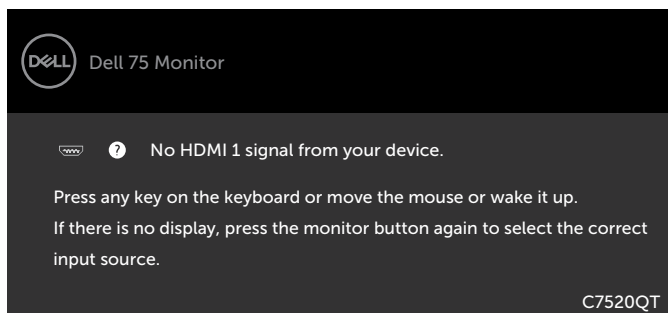 DELL Dell 75 Monitor
? No HDMI 1 signal from your device.
Press any key on the keyboard or move the mouse or wake it up.
If there is no display, press the monitor button again to select the correct
input source.
C7520QT